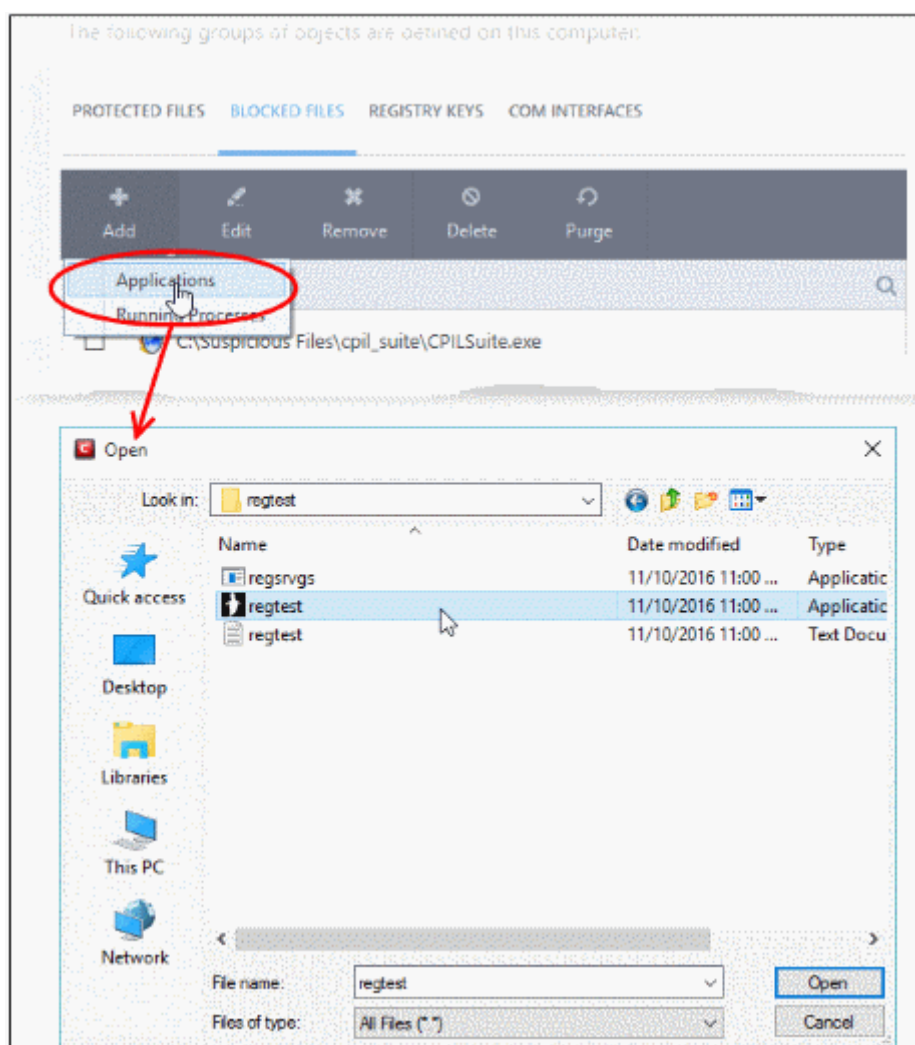 The following groups of objects are defined on this computer:
PROTECTED FILES BLOCKED FILES REGISTRY KEYS COM INTERFACES
Add Edit Remove Delete Purge
Applications
Running Processes
C:\Suspicious Files\cpil_suite\CPILSuite.exe
Open
Look in: regtest
Name Date modified Type
regsrvgs 11/10/2016 11:00 ... Applicatic
regtest 11/10/2016 11:00 ... Applicatic
regtest 11/10/2016 11:00 ... Text Docu
Quick access
Desktop
Libraries
This PC
Network
File name: regtest Open
Files of type: All Files (*.*) Cancel